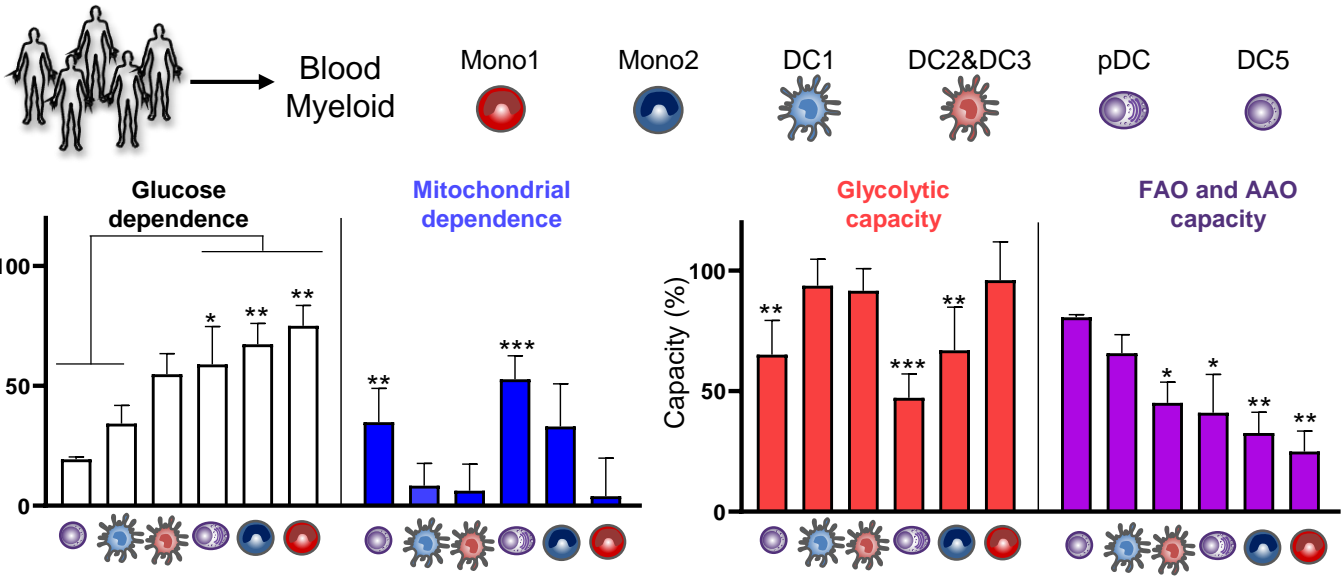 Blood
Myeloid
Mono1
Mono2
DC1
DC2&DC3
pDC
DC5
Glucose
dependence
Mitochondrial
dependence
100
50
0
*
**
**
**
***
Glycolytic
capacity
FAO and AAO
capacity
Capacity (%)
100
50
0
**
***
**
*
*
**
**